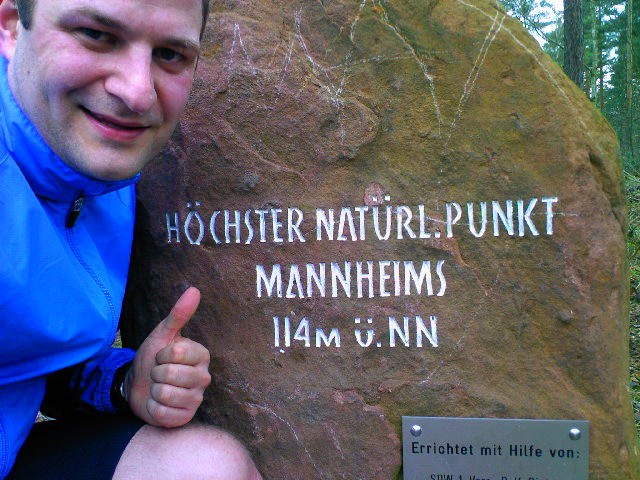 HÖCHSTER NATÜRL. PUNKT
MANNHEIMS
114M Ü. NN
Errichtet mit Hilfe von: